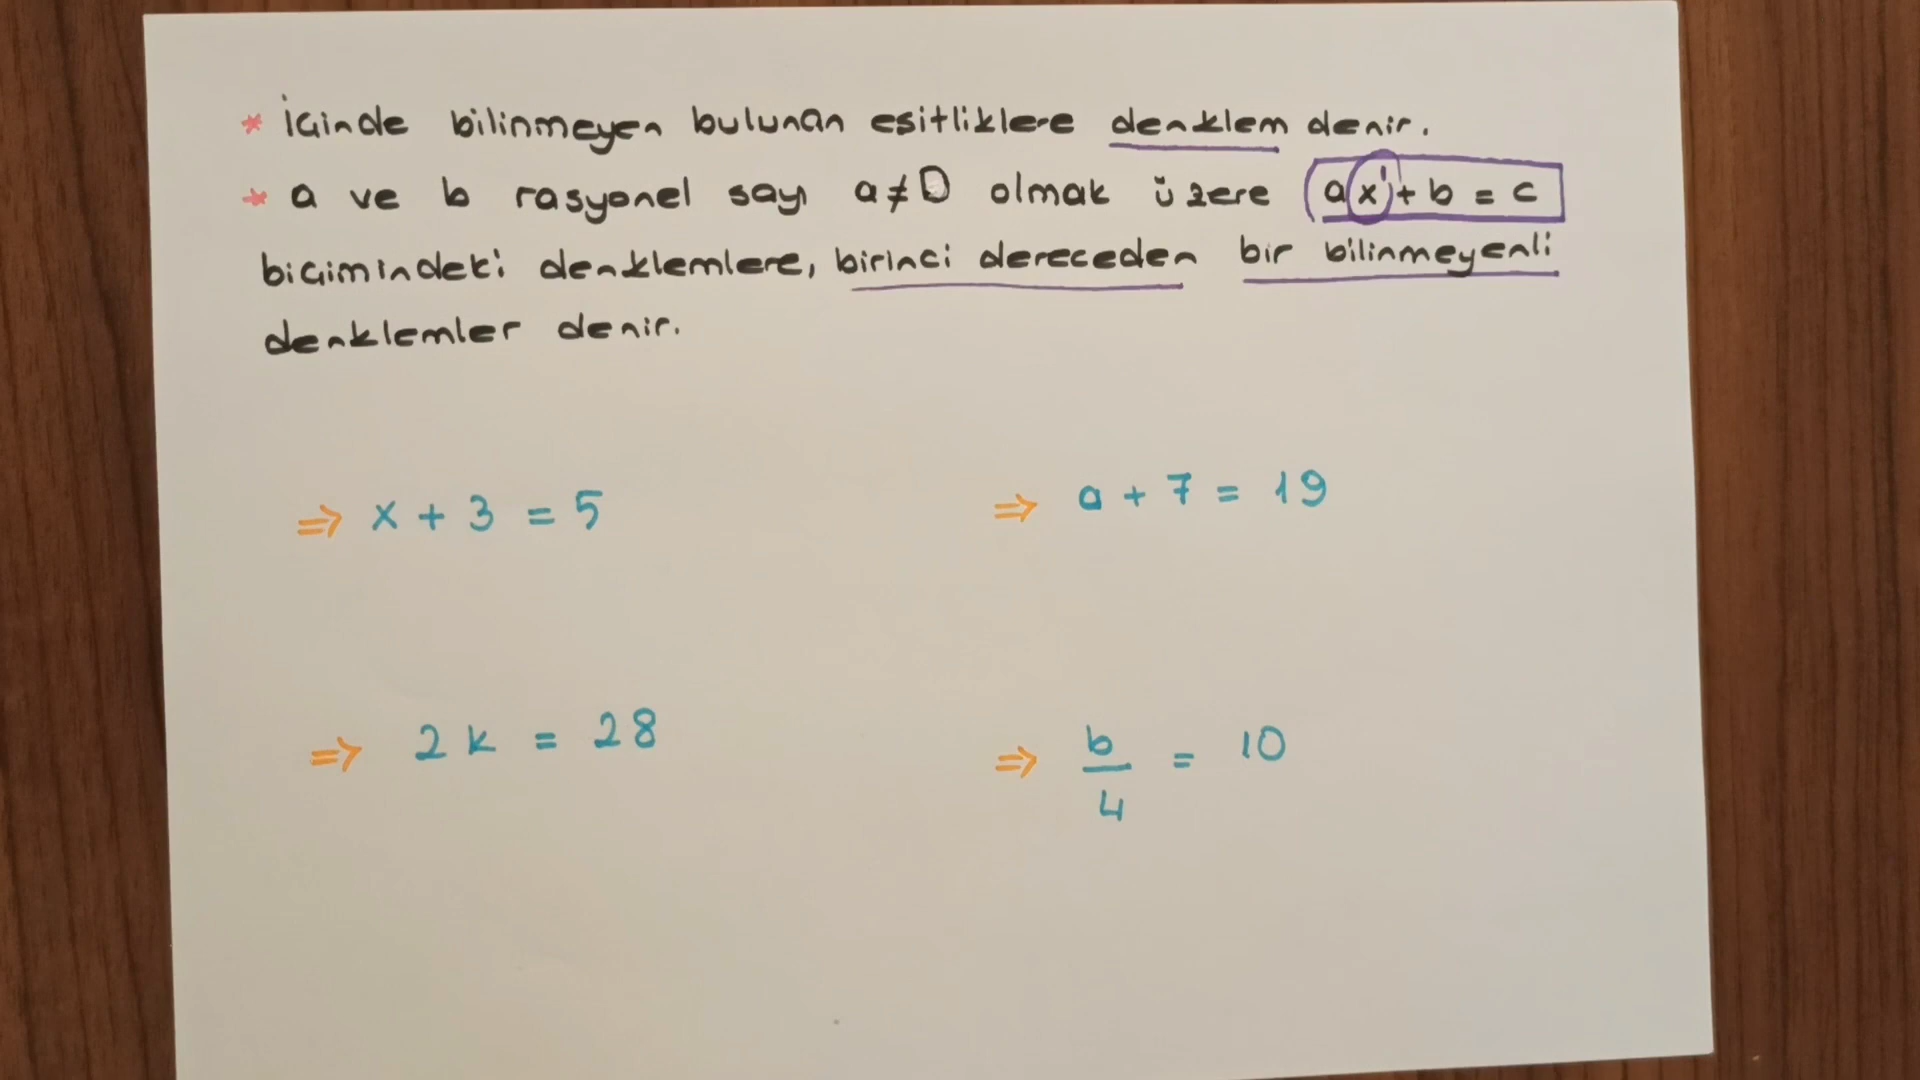 * İçinde bilinmeyen bulunan eşitliklere denklem denir.
* a ve b rasyonel sayı a≠0 olmak üzere ax¹+ b = c
biçimindeki denklemlere, birinci dereceden bir bilinmeyenli
denklemler denir.
⇒ x + 3 = 5
⇒ a + 7 = 19
⇒ 2k = 28
⇒ b/4 = 10